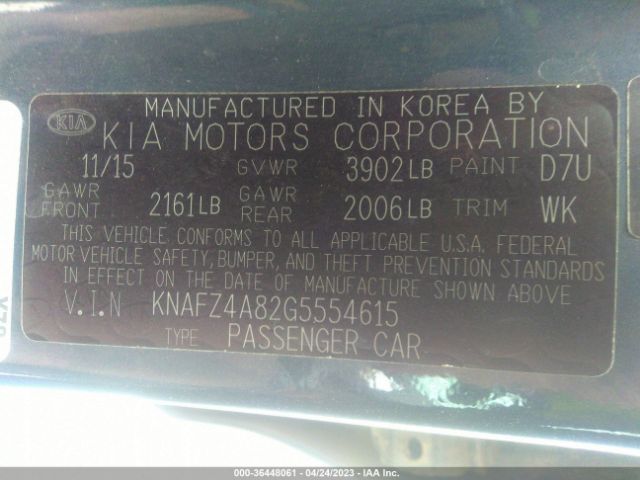 MANUFACTURED IN KOREA BY
KIA KIA MOTORS CORPORATION
11/15 GVWR 3902LB PAINT D7U
GAWR FRONT 2161LB GAWR REAR 2006LB TRIM WK
THIS VEHICLE CONFORMS TO ALL APPLICABLE U.S.A. FEDERAL
MOTOR VEHICLE SAFETY, BUMPER, AND THEFT PREVENTION STANDARDS
IN EFFECT ON THE DATE OF MANUFACTURE SHOWN ABOVE
V.I.N KNAFZ4A82G5554615
TYPE PASSENGER CAR
000-36448061 - 04/24/2023 - IAAI.com